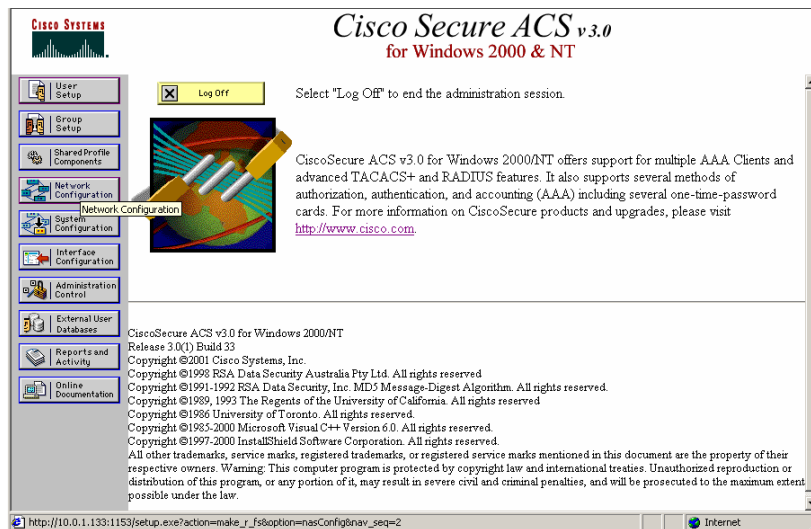 CISCO SYSTEMS
Cisco Secure ACS v 3.0
for Windows 2000 & NT
User
Setup
Group
Setup
Shared Profile
Components
Network
Configuration
Network Configuration
System
Configuration
Interface
Configuration
Administration
Control
External User
Databases
Reports and
Activity
Online
Documentation
Log Off
Select "Log Off" to end the administration session.
CiscoSecure ACS v3.0 for Windows 2000/NT offers support for multiple AAA Clients and
advanced TACACS+ and RADIUS features. It also supports several methods of
authorization, authentication, and accounting (AAA) including several one-time-password
cards. For more information on CiscoSecure products and upgrades, please visit
http://www.cisco.com.
CiscoSecure ACS v3.0 for Windows 2000/NT
Release 3.0(1) Build 33
Copyright ©2001 Cisco Systems, Inc.
Copyright ©1998 RSA Data Security Australia Pty Ltd. All rights reserved
Copyright ©1991-1992 RSA Data Security, Inc. MD5 Message-Digest Algorithm. All rights reserved.
Copyright ©1989, 1993 The Regents of the University of California. All rights reserved
Copyright ©1986 University of Toronto. All rights reserved.
Copyright ©1985-2000 Microsoft Visual C++ Version 6.0. All rights reserved.
Copyright ©1997-2000 InstallShield Software Corporation. All rights reserved.
All other trademarks, service marks, registered trademarks, or registered service marks mentioned in this document are the property of their
respective owners. Warning: This computer program is protected by copyright law and international treaties. Unauthorized reproduction or
distribution of this program, or any portion of it, may result in severe civil and criminal penalties, and will be prosecuted to the maximum extent
possible under the law.
http://10.0.1.133:1153/setup.exe?action=make_r_fs&option=nasConfig&nav_seq=2
Internet